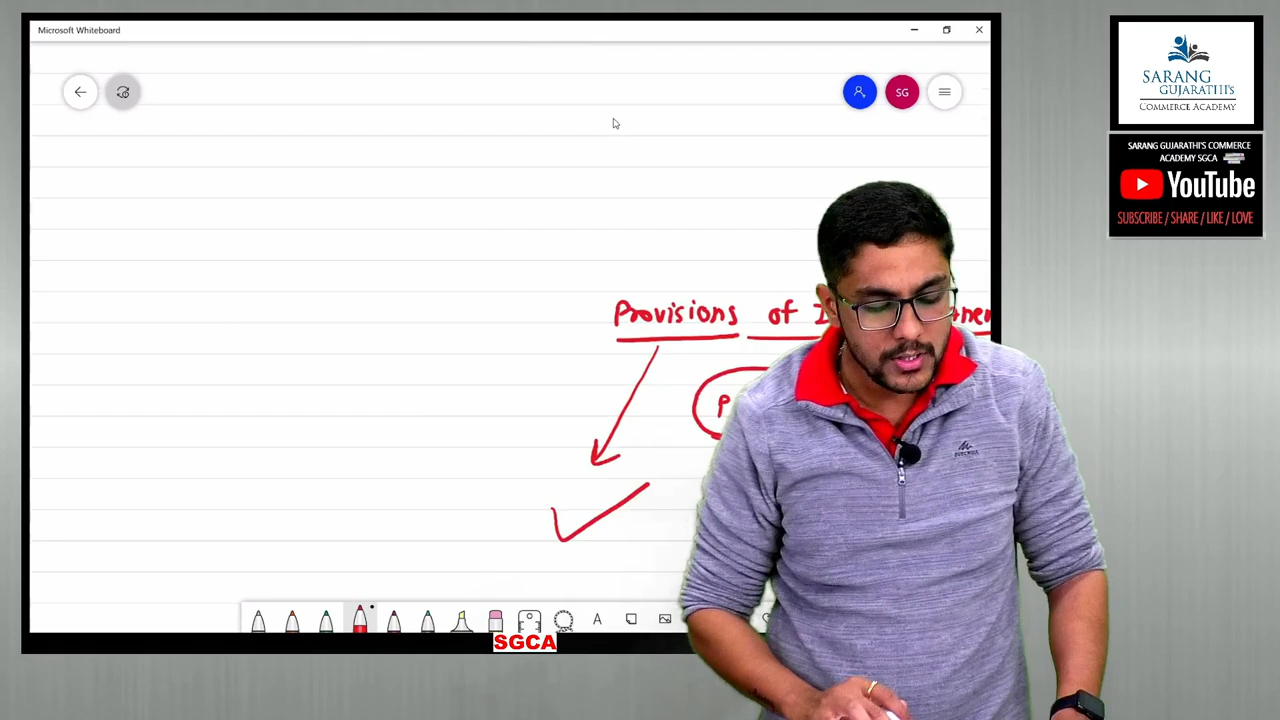 Microsoft Whiteboard
SG
Provisions of
SGCA
A
SARANG
GUJARATHI'S
COMMERCE ACADEMY
SARANG GUJARATHI'S COMMERCE
ACADEMY SGCA
YouTube
SUBSCRIBE / SHARE / LIKE / LOVE